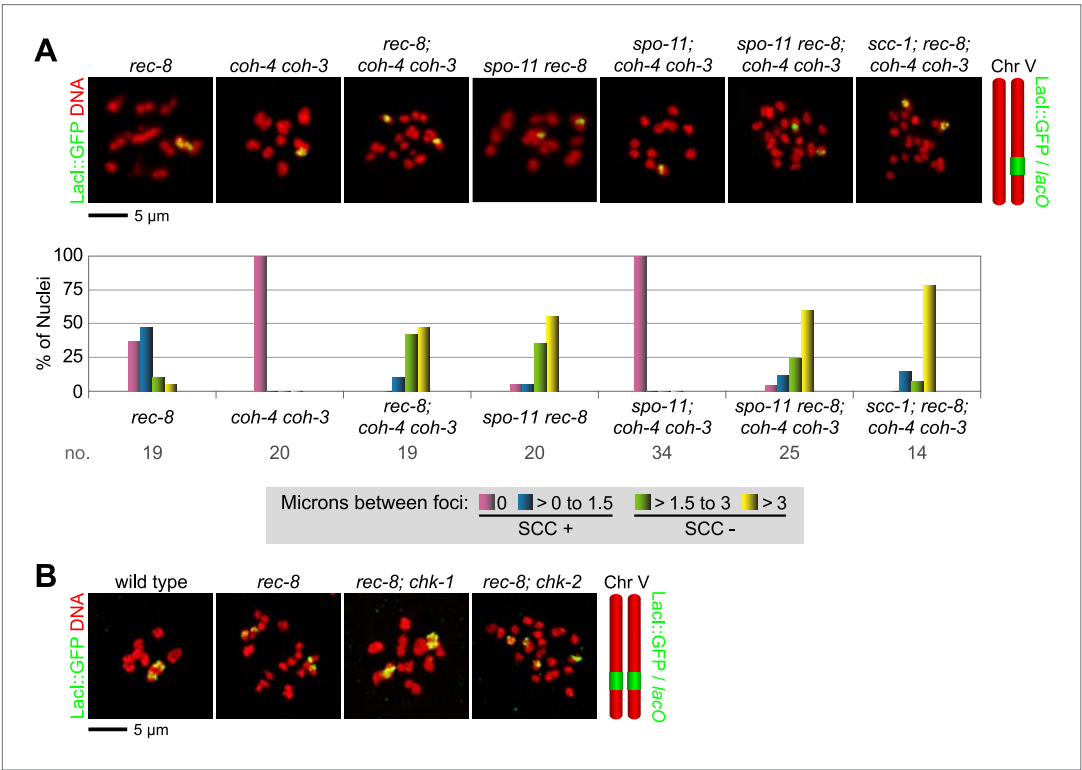 A
rec-8
coh-4 coh-3
rec-8;
coh-4 coh-3
spo-11 rec-8
spo-11;
coh-4 coh-3
spo-11 rec-8;
coh-4 coh-3
scc-1; rec-8;
coh-4 coh-3
Chr V
LacI::GFP DNA
LacI::GFP / lacO
5 µm
% of Nuclei
100
75
50
25
0
rec-8
coh-4 coh-3
rec-8;
coh-4 coh-3
spo-11 rec-8
spo-11;
coh-4 coh-3
spo-11 rec-8;
coh-4 coh-3
scc-1; rec-8;
coh-4 coh-3
no. 19 20 19 20 34 25 14
Microns between foci: 0 > 0 to 1.5 > 1.5 to 3 > 3
SCC + SCC -
B
wild type
rec-8
rec-8; chk-1
rec-8; chk-2
Chr V
LacI::GFP DNA
LacI::GFP / lacO
5 µm